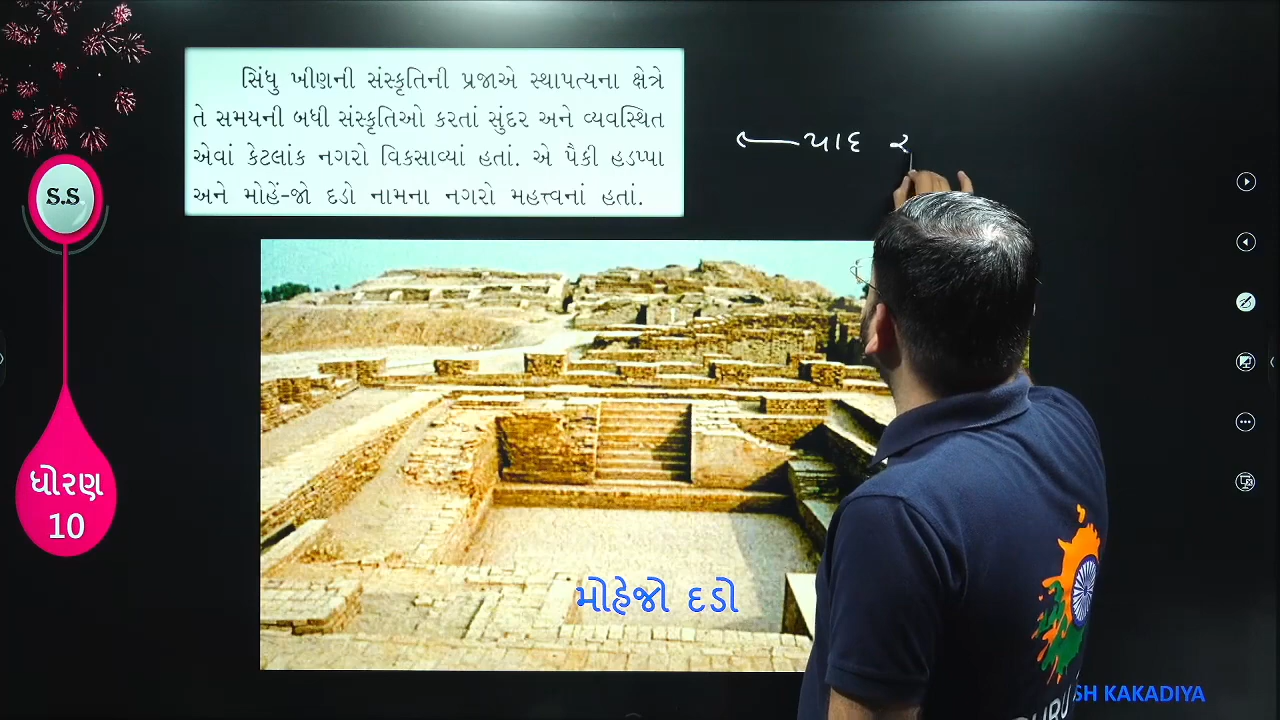 સિંધુ ખીણની સંસ્કૃતિની પ્રજાએ સ્થાપત્યના ક્ષેત્રે
તે સમયની બધી સંસ્કૃતિઓ કરતાં સુંદર અને વ્યવસ્થિત
એવાં કેટલાંક નગરો વિકસાવ્યાં હતાં. એ પૈકી હડપ્પા
અને મોહેં-જો દડો નામના નગરો મહત્ત્વનાં હતાં.
યાદ ર
S.S
ધોરણ
10
મોહેજો દડો
SH KAKADIYA